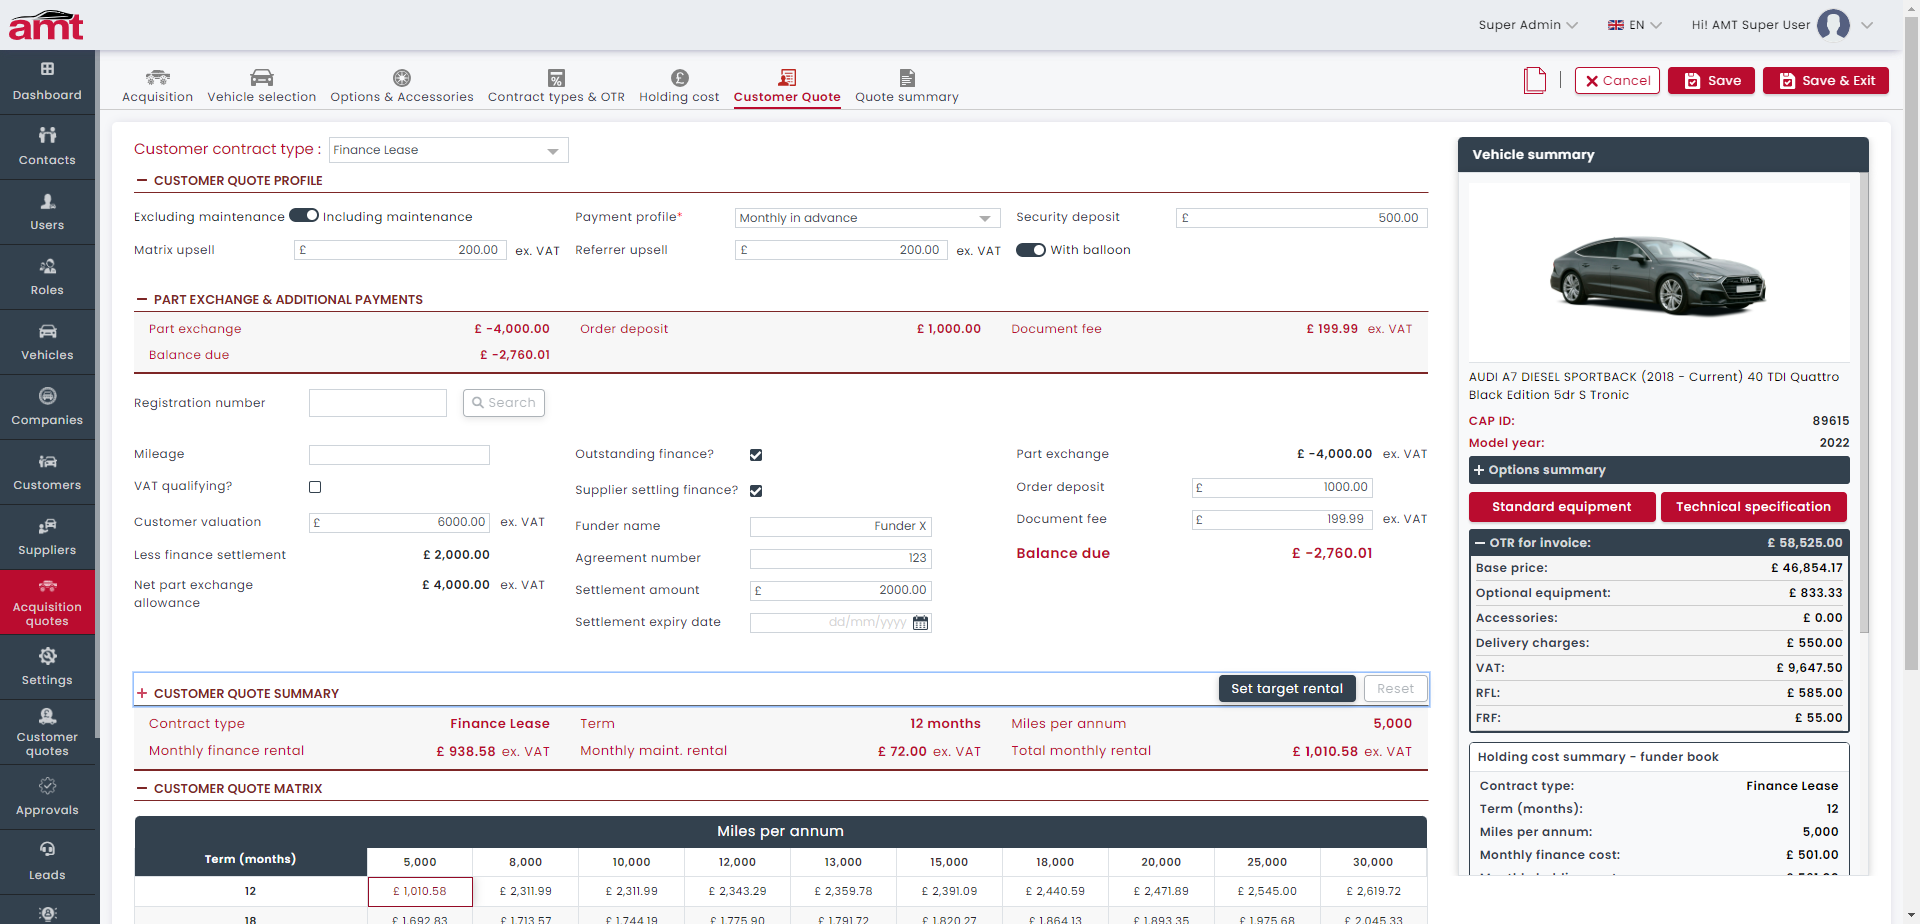 amt
Super Admin
EN
Hi! AMT Super User
Dashboard
Contacts
Users
Roles
Vehicles
Companies
Customers
Suppliers
Acquisition
quotes
Settings
Customer
quotes
Approvals
Leads
Acquisition
Vehicle selection
Options & Accessories
Contract types & OTR
Holding cost
Customer Quote
Quote summary
Cancel
Save
Save & Exit
Customer contract type : Finance Lease
CUSTOMER QUOTE PROFILE
Excluding maintenance Including maintenance Payment profile* Monthly in advance Security deposit £ 500.00
Matrix upsell £ 200.00 ex. VAT Referrer upsell £ 200.00 ex. VAT With balloon
PART EXCHANGE & ADDITIONAL PAYMENTS
Part exchange £ -4,000.00 Order deposit £ 1,000.00 Document fee £ 199.99 ex. VAT
Balance due £ -2,760.01
Registration number Search
Mileage
VAT qualifying?
Customer valuation £ 6000.00 ex. VAT
Less finance settlement £ 2,000.00
Net part exchange £ 4,000.00 ex. VAT
allowance
Outstanding finance?
Supplier settling finance?
Funder name Funder X
Agreement number 123
Settlement amount £ 2000.00
Settlement expiry date dd/mm/yyyy
Part exchange £ -4,000.00 ex. VAT
Order deposit £ 1000.00
Document fee £ 199.99 ex. VAT
Balance due £ -2,760.01
CUSTOMER QUOTE SUMMARY Set target rental Reset
Contract type Finance Lease Term 12 months Miles per annum 5,000
Monthly finance rental £ 938.58 ex. VAT Monthly maint. rental £ 72.00 ex. VAT Total monthly rental £ 1,010.58 ex. VAT
CUSTOMER QUOTE MATRIX
Miles per annum
Term (months) 5,000 8,000 10,000 12,000 13,000 15,000 18,000 20,000 25,000 30,000
12 £ 1,010.58 £ 2,311.99 £ 2,311.99 £ 2,343.29 £ 2,359.78 £ 2,391.09 £ 2,440.59 £ 2,471.89 £ 2,545.00 £ 2,619.72
18 £ 1,692.83 £ 1,713.57 £ 1,744.19 £ 1,775.90 £ 1,791.72 £ 1,820.27 £ 1,864.13 £ 1,893.35 £ 1,975.68 £ 2,045.33
Vehicle summary
AUDI A7 DIESEL SPORTBACK (2018 - Current) 40 TDI Quattro
Black Edition 5dr S Tronic
CAP ID: 89615
Model year: 2022
Options summary
Standard equipment Technical specification
OTR for invoice: £ 58,525.00
Base price: £ 46,854.17
Optional equipment: £ 833.33
Accessories: £ 0.00
Delivery charges: £ 550.00
VAT: £ 9,647.50
RFL: £ 585.00
FRF: £ 55.00
Holding cost summary - funder book
Contract type: Finance Lease
Term (months): 12
Miles per annum: 5,000
Monthly finance cost: £ 501.00